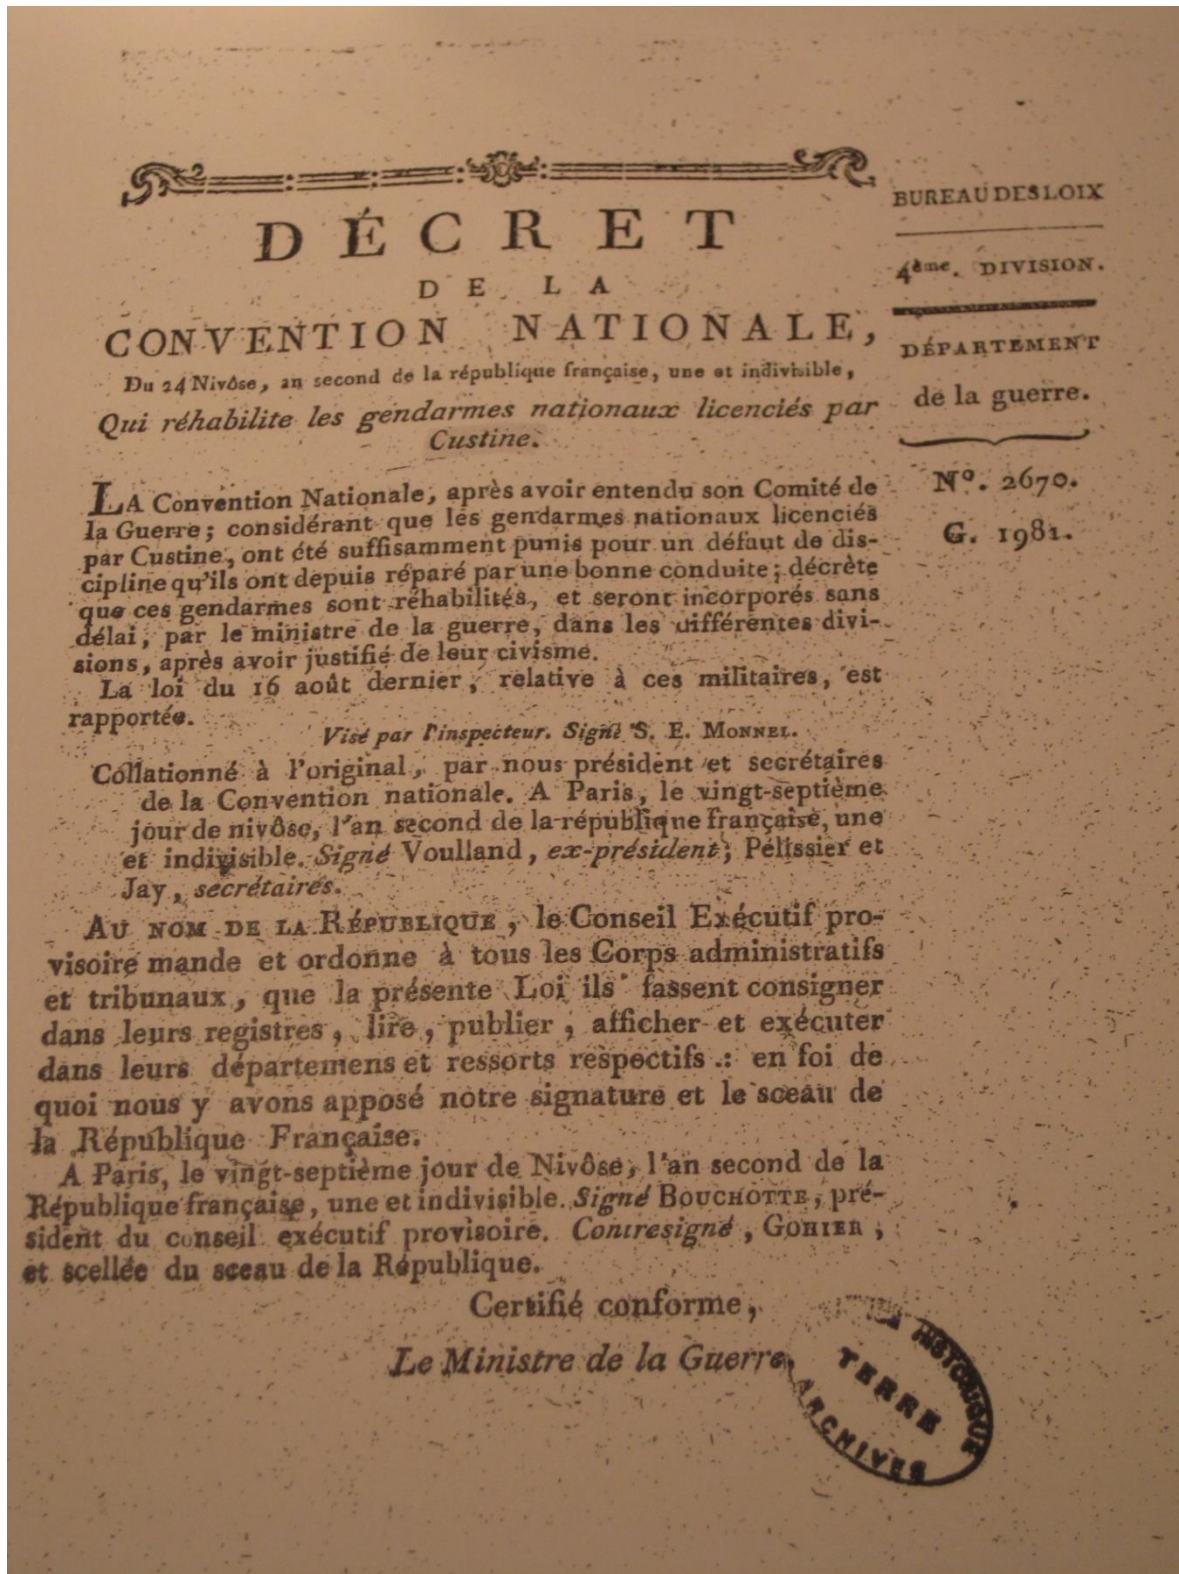 DÉCRET
DE LA
CONVENTION NATIONALE,
Du 24 Nivôse, an second de la république française, une et indivisible,
Qui réhabilite les gendarmes nationaux licenciés par
Custine.
BUREAU DES LOIX
4ème. DIVISION.
DÉPARTEMENT
de la guerre.
Nº. 2670.
G. 1981.
LA Convention Nationale, après avoir entendu son Comité de
la Guerre; considérant que les gendarmes nationaux licenciés
par Custine, ont été suffisamment punis pour un défaut de dis-
cipline qu'ils ont depuis réparé par une bonne conduite; décrète
que ces gendarmes sont réhabilités, et seront incorporés sans
délai, par le ministre de la guerre, dans les différentes divi-
sions, après avoir justifié de leur civisme.
La loi du 16 août dernier, relative à ces militaires, est
rapportée.
Visé par l'inspecteur. Signé S. E. MONNEL.
Collationné à l'original, par nous président et secrétaires
de la Convention nationale. A Paris, le vingt-septième
jour de nivôse, l'an second de la république française, une
et indivisible. Signé Voulland, ex-président; Pélissier et
Jay, secrétaires.
AU NOM DE LA RÉPUBLIQUE, le Conseil Exécutif pro-
visoire mande et ordonne à tous les Corps administratifs
et tribunaux, que la présente Loi ils fassent consigner
dans leurs registres, lire, publier, afficher et exécuter
dans leurs départemens et ressorts respectifs : en foi de
quoi nous y avons apposé notre signature et le sceau de
la République Française.
A Paris, le vingt-septième jour de Nivôse, l'an second de la
République française, une et indivisible. Signé BOUCHOTTE, pré-
sident du conseil exécutif provisoire. Contresigné, GOHIER,
et scellée du sceau de la République.
Certifié conforme,
Le Ministre de la Guerre,
HISTORIQUE
TERRE
ARCHIVES